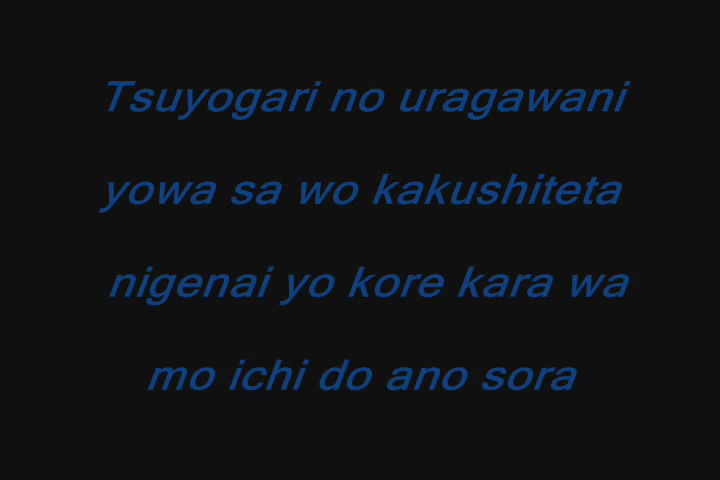 Tsuyogari no uragawani
yowa sa wo kakushiteta
nigenai yo kore kara wa
mo ichi do ano sora